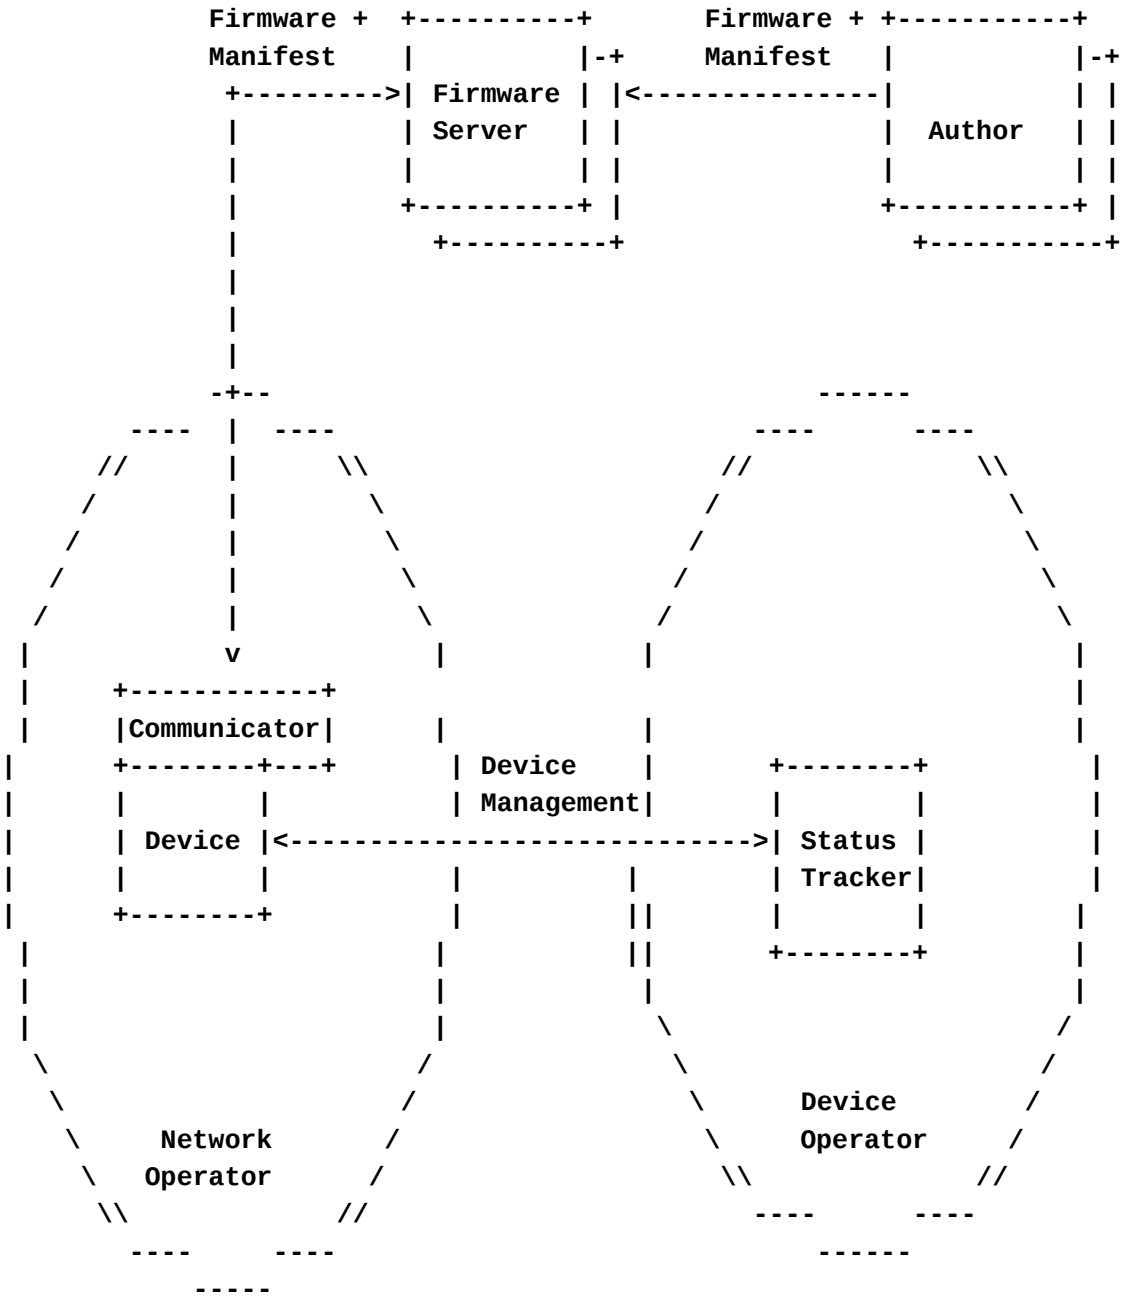 Firmware + Firmware +
Manifest Manifest
Firmware
Server Author
Communicator
Device
Management
Device Status
Tracker
Device
Network Operator
Operator